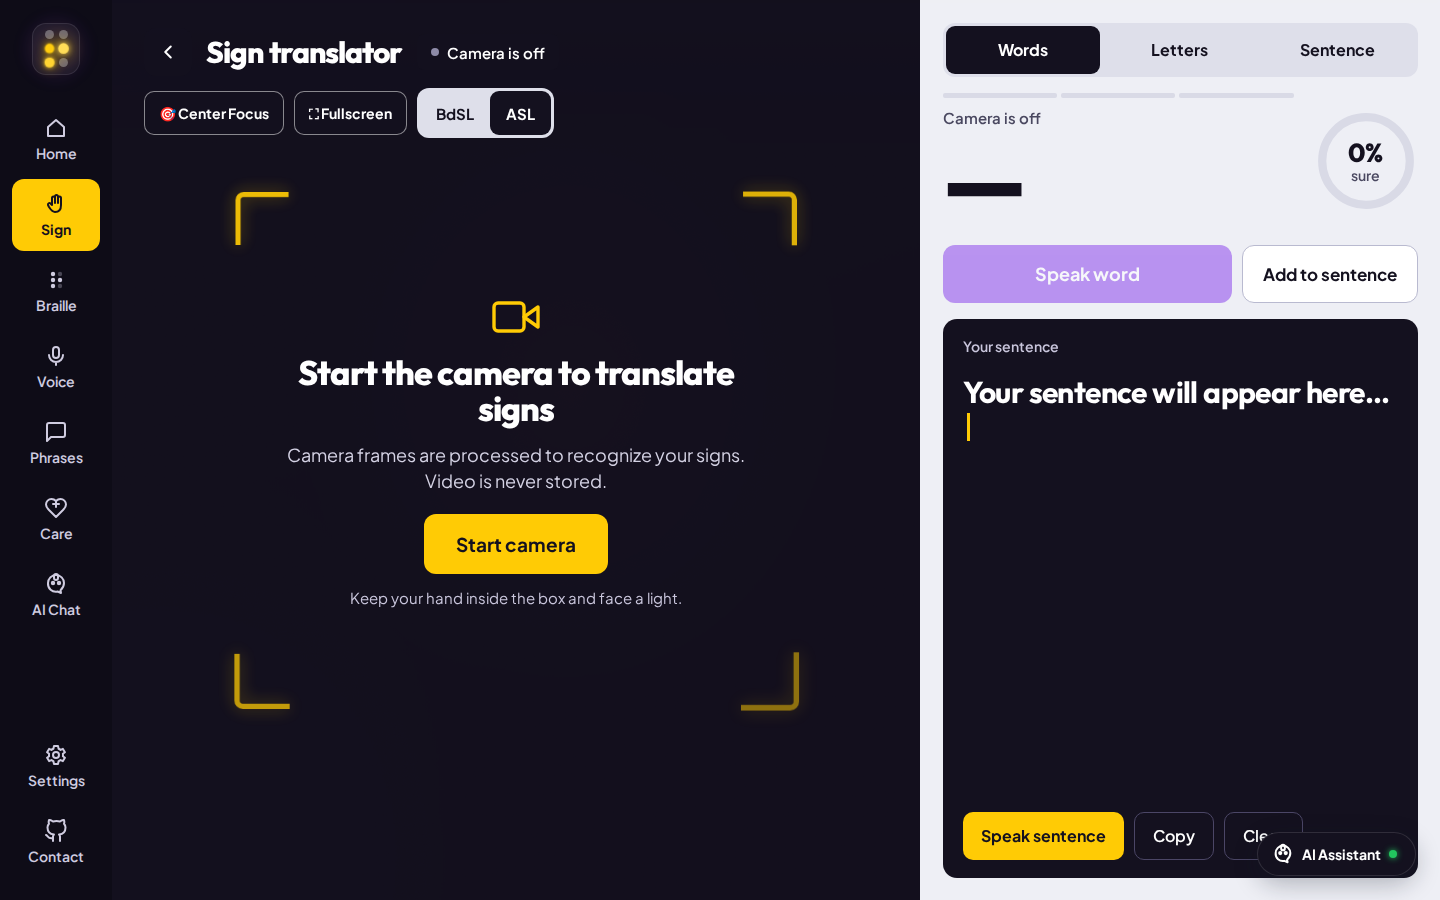 Home
Sign
Braille
Voice
Phrases
Care
AI Chat
Settings
Contact
Sign translator
Camera is off
Center Focus
Fullscreen
BdSL
ASL
Start the camera to translate
signs
Camera frames are processed to recognize your signs.
Video is never stored.
Start camera
Keep your hand inside the box and face a light.
Words
Letters
Sentence
Camera is off
0%
sure
Speak word
Add to sentence
Your sentence
Your sentence will appear here...
Speak sentence
Copy
AI Assistant